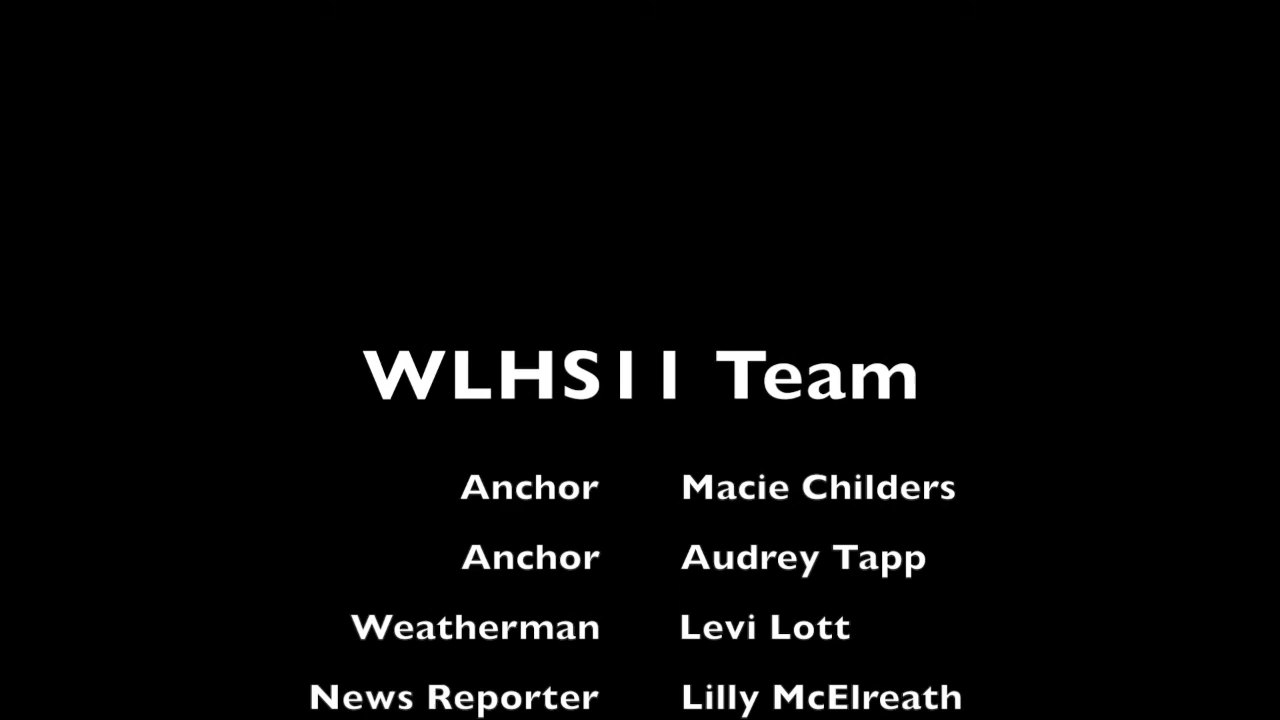 WLHS11 Team
Anchor Macie Childers
Anchor Audrey Tapp
Weatherman Levi Lott
News Reporter Lilly McElreath